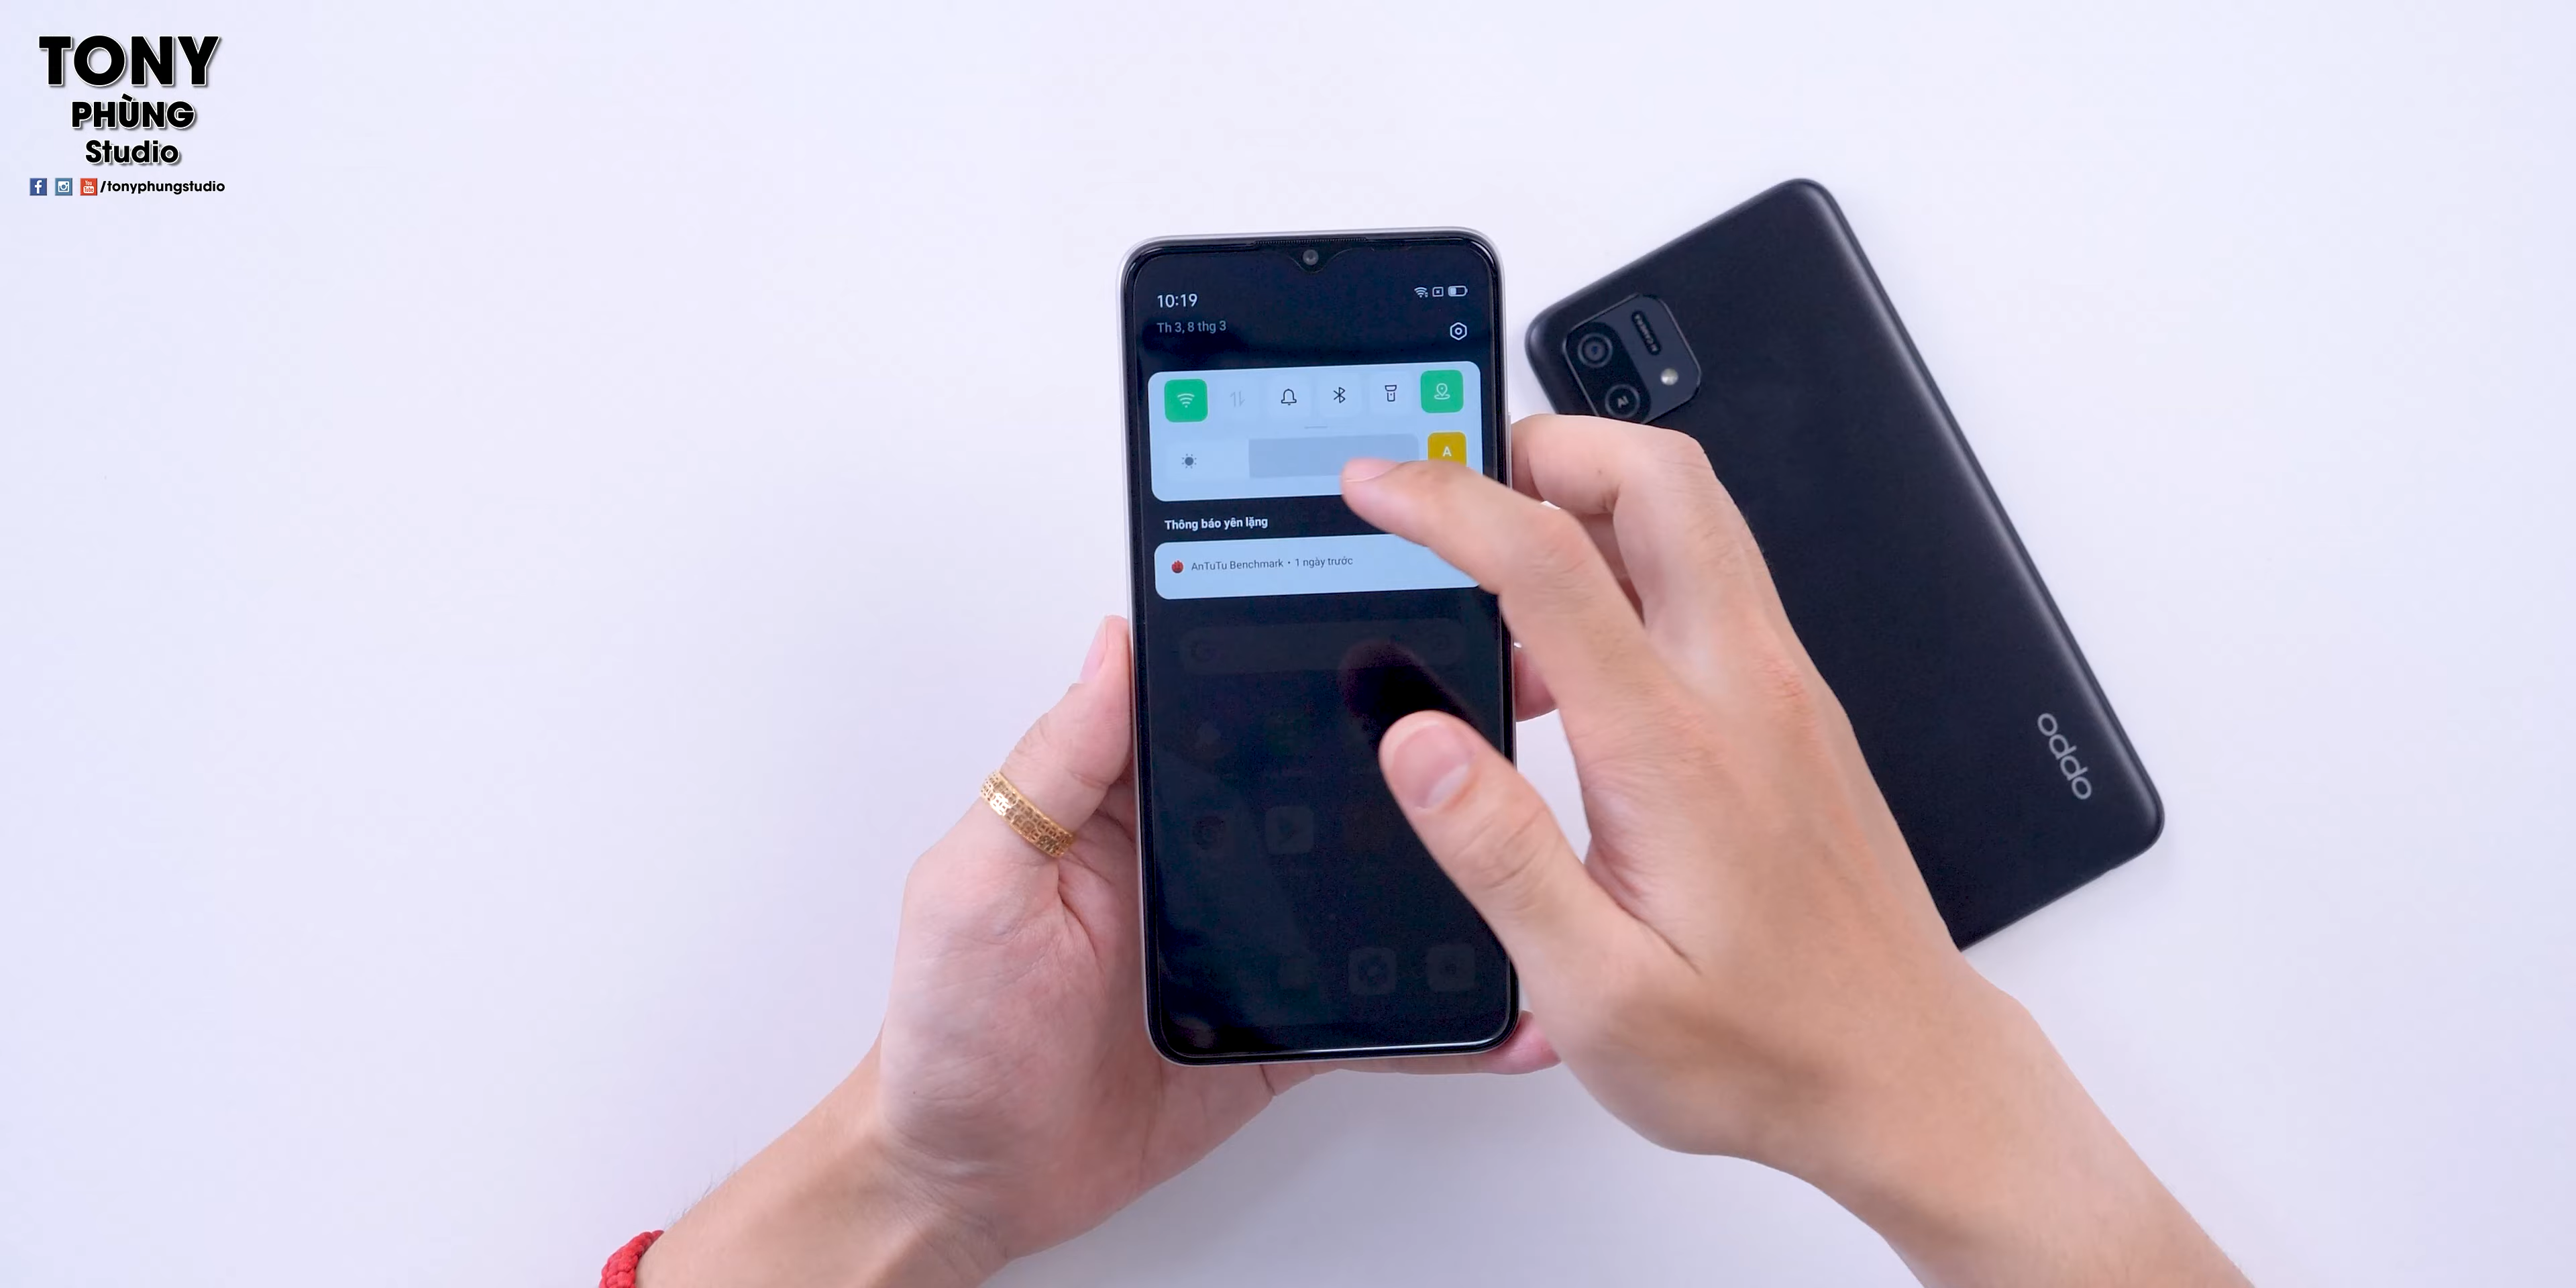 TONY
PHÙNG
Studio
/tonyphungstudio
10:19
Th 3, 8 thg 3
A
Thông báo yên lặng
AnTuTu Benchmark • 1 ngày trước
AI
oppo